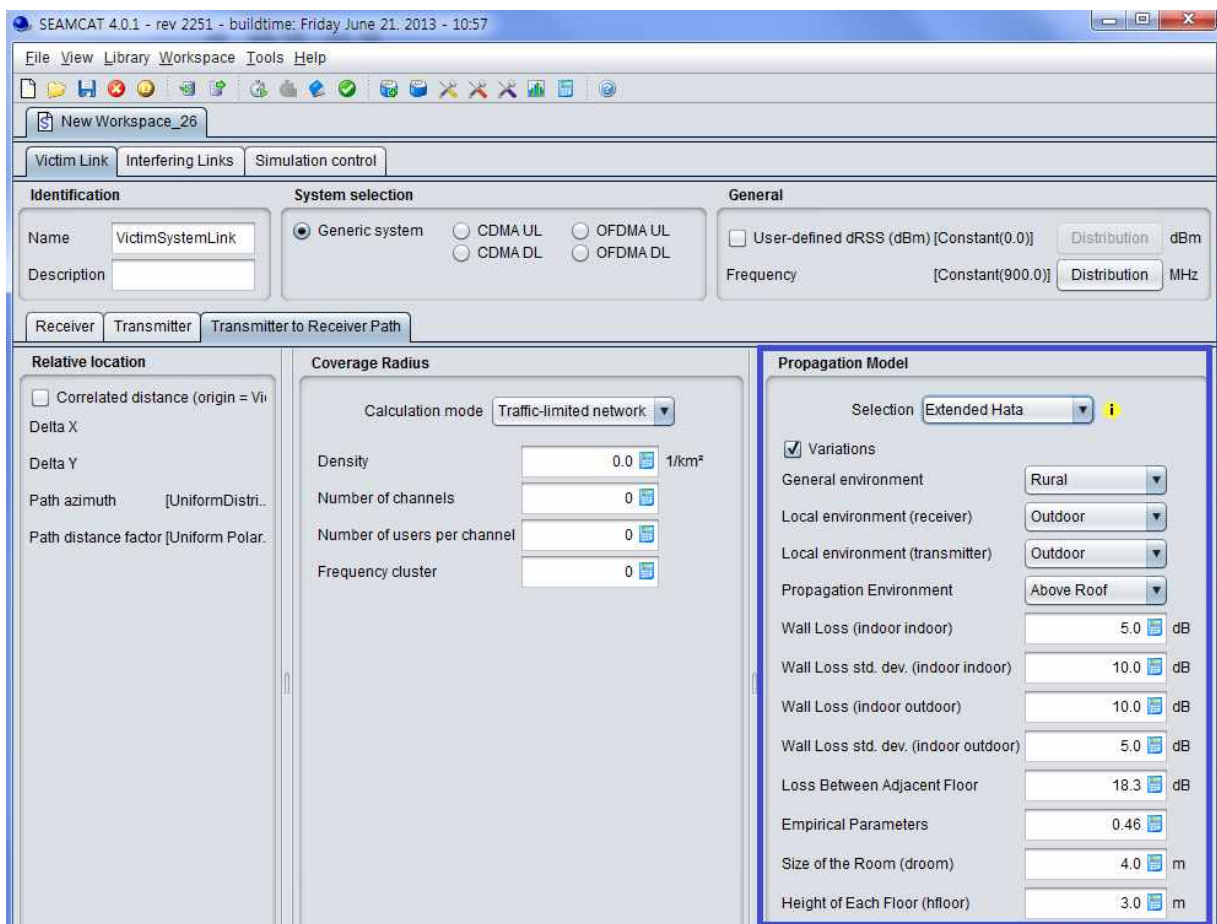 SEAMCAT 4.0.1 - rev 2251 - buildtime: Friday June 21. 2013 - 10:57
File View Library Workspace Tools Help
New Workspace_26
Victim Link Interfering Links Simulation control
Identification
Name VictimSystemLink
Description
System selection
Generic system CDMA UL OFDMA UL
CDMA DL OFDMA DL
General
User-defined dRSS (dBm) [Constant(0.0)] Distribution dBm
Frequency [Constant(900.0)] Distribution MHz
Receiver Transmitter Transmitter to Receiver Path
Relative location
Correlated distance (origin = Vi
Delta X
Delta Y
Path azimuth [UniformDistri..
Path distance factor [Uniform Polar.
Coverage Radius
Calculation mode Traffic-limited network
Density 0.0 1/km²
Number of channels 0
Number of users per channel 0
Frequency cluster 0
Propagation Model
Selection Extended Hata i
Variations
General environment Rural
Local environment (receiver) Outdoor
Local environment (transmitter) Outdoor
Propagation Environment Above Roof
Wall Loss (indoor indoor) 5.0 dB
Wall Loss std. dev. (indoor indoor) 10.0 dB
Wall Loss (indoor outdoor) 10.0 dB
Wall Loss std. dev. (indoor outdoor) 5.0 dB
Loss Between Adjacent Floor 18.3 dB
Empirical Parameters 0.46
Size of the Room (droom) 4.0 m
Height of Each Floor (hfloor) 3.0 m